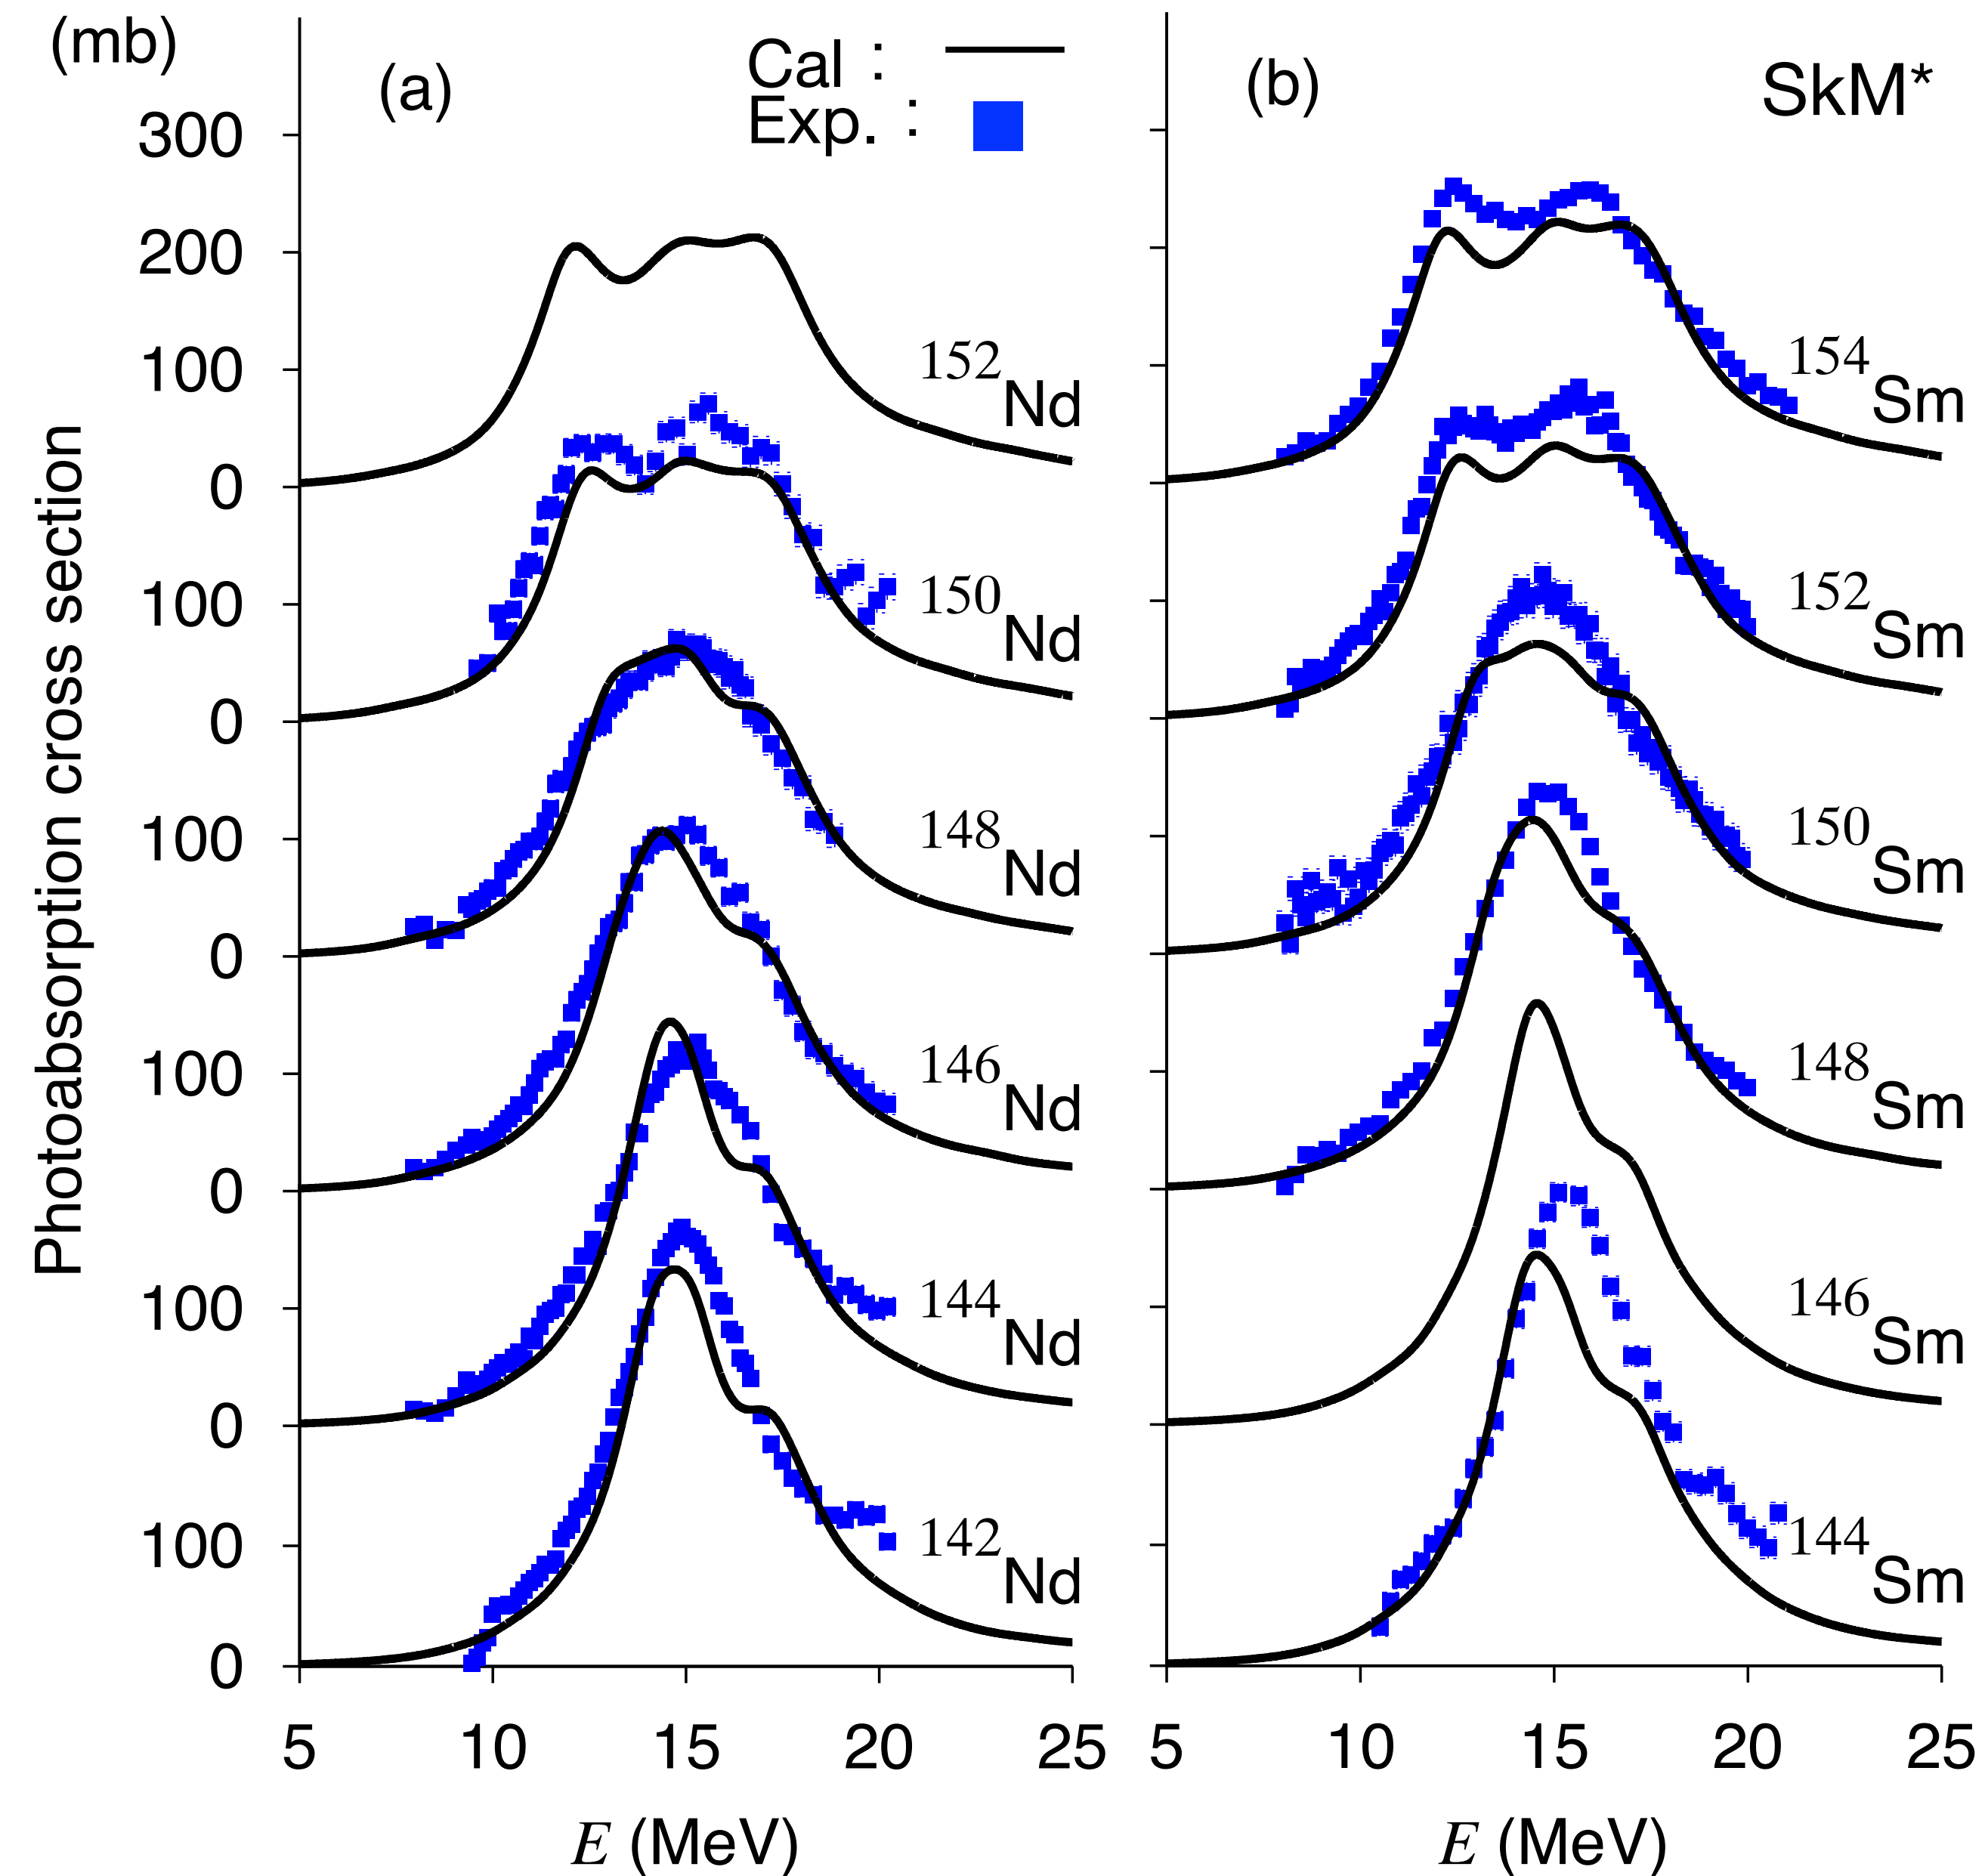 (mb)
(a)
Cal :
Exp. :
(b)
SkM*
Photoabsorption cross section
300
200
100
0
100
0
100
0
100
0
100
0
100
0
152Nd
150Nd
148Nd
146Nd
144Nd
142Nd
154Sm
152Sm
150Sm
148Sm
146Sm
144Sm
5 10 15 20 25
5 10 15 20 25
E (MeV)
E (MeV)